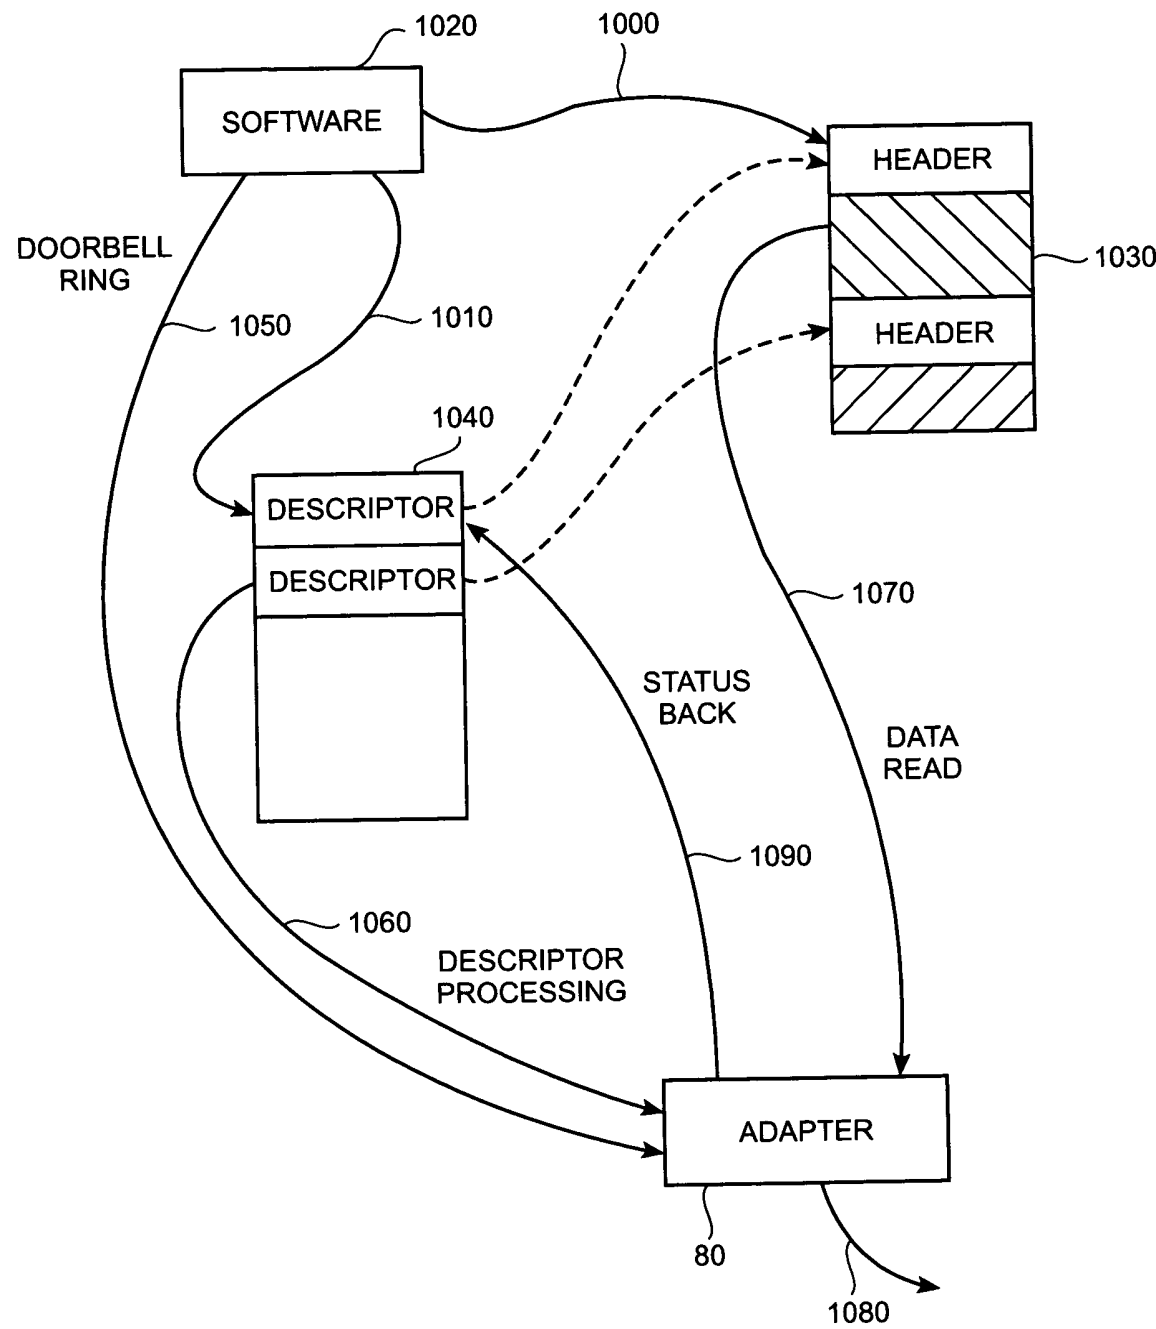 1020
1000
SOFTWARE
HEADER
DOORBELL
RING
1030
1050
1010
HEADER
1040
DESCRIPTOR
DESCRIPTOR
1070
STATUS
BACK
DATA
READ
1090
1060
DESCRIPTOR
PROCESSING
ADAPTER
80
1080